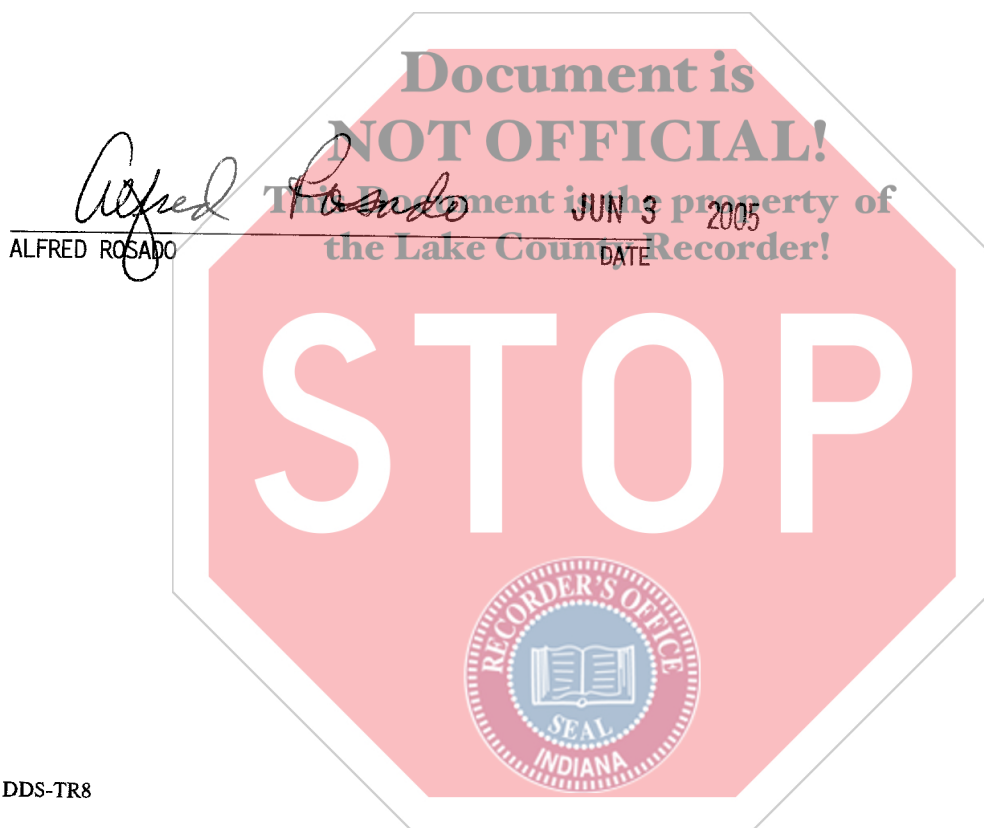 Document is
NOT OFFICIAL!
This Document is the property of
the Lake County Recorder!
Alfred Rosado JUN 3 2005
ALFRED ROSADO DATE
STOP
RECORDER'S OFFICE
SEAL
INDIANA
DDS-TR8